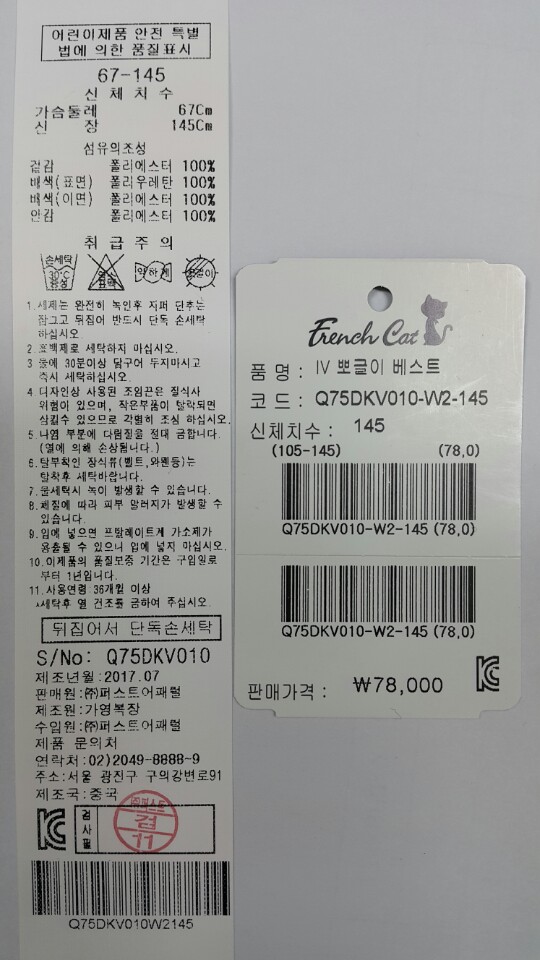 어린이제품 안전 특별
법에 의한 품질표시
67-145
신 체 치 수
가슴둘레 67Cm
신 장 145Cm
섬유의조성
겉감 폴리에스터 100%
배색(표면) 폴리우레탄 100%
배색(이면) 폴리에스터 100%
안감 폴리에스터 100%
취 급 주 의
손세탁
30℃
중성
염소
표백
약하게
드라이
1.세제는 완전히 녹인후 지퍼 단추는
잠그고 뒤집어 반드시 단독 손세탁
하십시오
2.표백제로 세탁하지 마십시오.
3 물에 30분이상 담구어 두지마시고
즉시 세탁하십시오.
4 디자인상 사용된 조임끈은 질식사
위험이 있으며, 작은부품이 탈락되면
삼킬수 있으므로 각별히 조심 하십시오.
5.나염 부분에 다림질을 절대 금합니다.
(열에 의해 손상됩니다.)
6.탈부착인 장식류(벨트,와펜등)는
탈착후 세탁바랍니다.
7.물세탁시 녹이 발생할 수 있습니다.
8.체질에 따라 피부 알러지가 발생할 수
있습니다.
9.입에 넣으면 프탈레이트계 가소제가
용출될 수 있으니 입에 넣지 마십시오.
10.이제품의 품질보증 기간은 구입일로
부터 1년입니다.
11.사용연령 36개월 이상
*세탁후 열 건조를 금하여 주십시오.
뒤집어서 단독손세탁
S/No: Q75DKV010
제조년월:2017.07
판매원:㈜퍼스트어패럴
제조원:가영복장
수입원:㈜퍼스트어패럴
제품 문의처
연락처:02)2049-8888~9
주소:서울 광진구 구의강변로91
제조국:중국
KC
검사필
㈜퍼스트
검
11
Q75DKV010W2145
French Cat
품 명 : IV 뽀글이 베스트
코 드 : Q75DKV010-W2-145
신체치수 : 145
(105-145) (78,0)
Q75DKV010-W2-145 (78,0)
Q75DKV010-W2-145 (78,0)
판매가격 : ₩78,000
KC